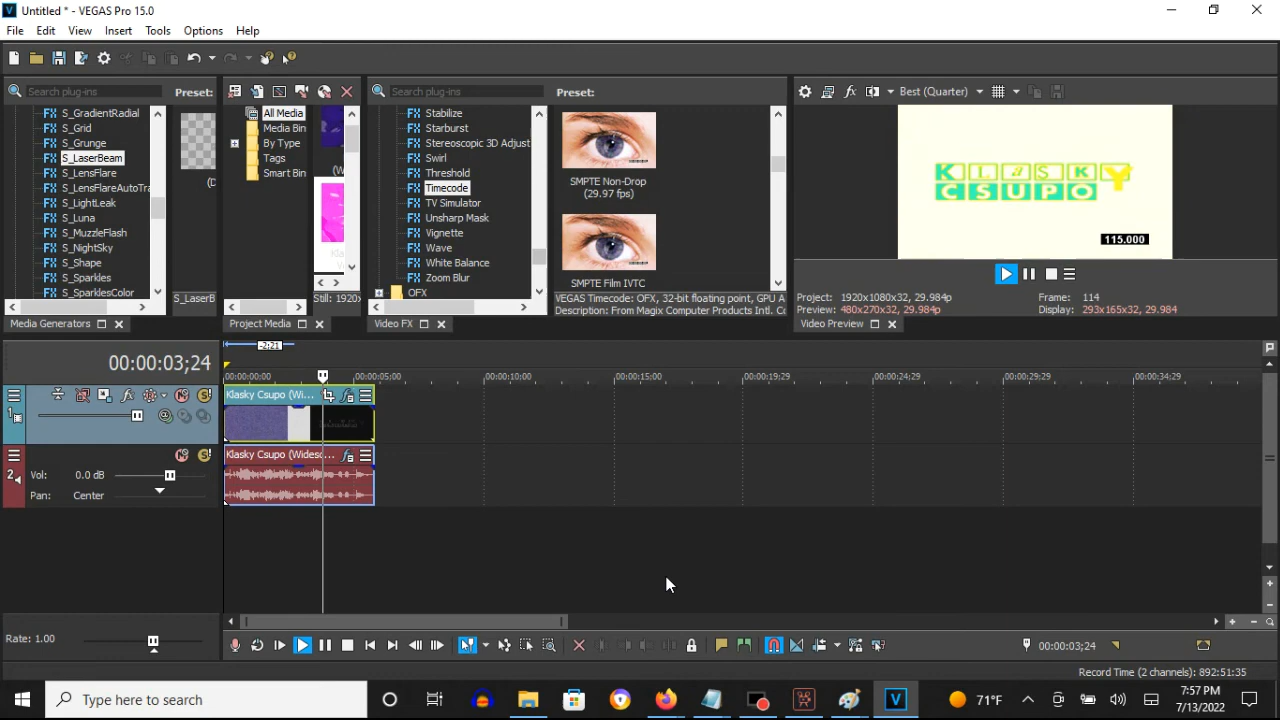 Untitled * - VEGAS Pro 15.0
File Edit View Insert Tools Options Help
Search plug-ins
Preset:
S_GradientRadial
S_Grid
S_Grunge
S_LaserBeam
S_LensFlare
S_LensFlareAutoTra
S_LightLeak
S_Luna
S_MuzzleFlash
S_NightSky
S_Shape
S_Sparkles
S_SparklesColor
S_LaserB
Media Generators
All Media
Media Bin
By Type
Tags
Smart Bin
Still: 1920x
Project Media
Search plug-ins
Stabilize
Starburst
Stereoscopic 3D Adjust
Swirl
Threshold
Timecode
TV Simulator
Unsharp Mask
Vignette
Wave
White Balance
Zoom Blur
OFX
Video FX
Preset:
SMPTE Non-Drop
(29.97 fps)
SMPTE Film IVTC
VEGAS Timecode: OFX, 32-bit floating point, GPU A
Description: From Magix Computer Products Intl. Co
Best (Quarter)
KLaSKY
CSUPO
115.000
Project: 1920x1080x32, 29.984p
Frame: 114
Preview: 480x270x32, 29.984p
Display: 293x165x32, 29.984
Video Preview
00:00:03;24
-2:21
00:00:00;00 00:00:05;00 00:00:10;00 00:00:15;00 00:00:19;29 00:00:24;29 00:00:29;29 00:00:34;29
1
Klasky Csupo (Wi...
2
Klasky Csupo (Widesc...
Vol: 0.0 dB
Pan: Center
Rate: 1.00
00:00:03;24
Record Time (2 channels): 892:51:35
Type here to search
71°F
7:57 PM
7/13/2022